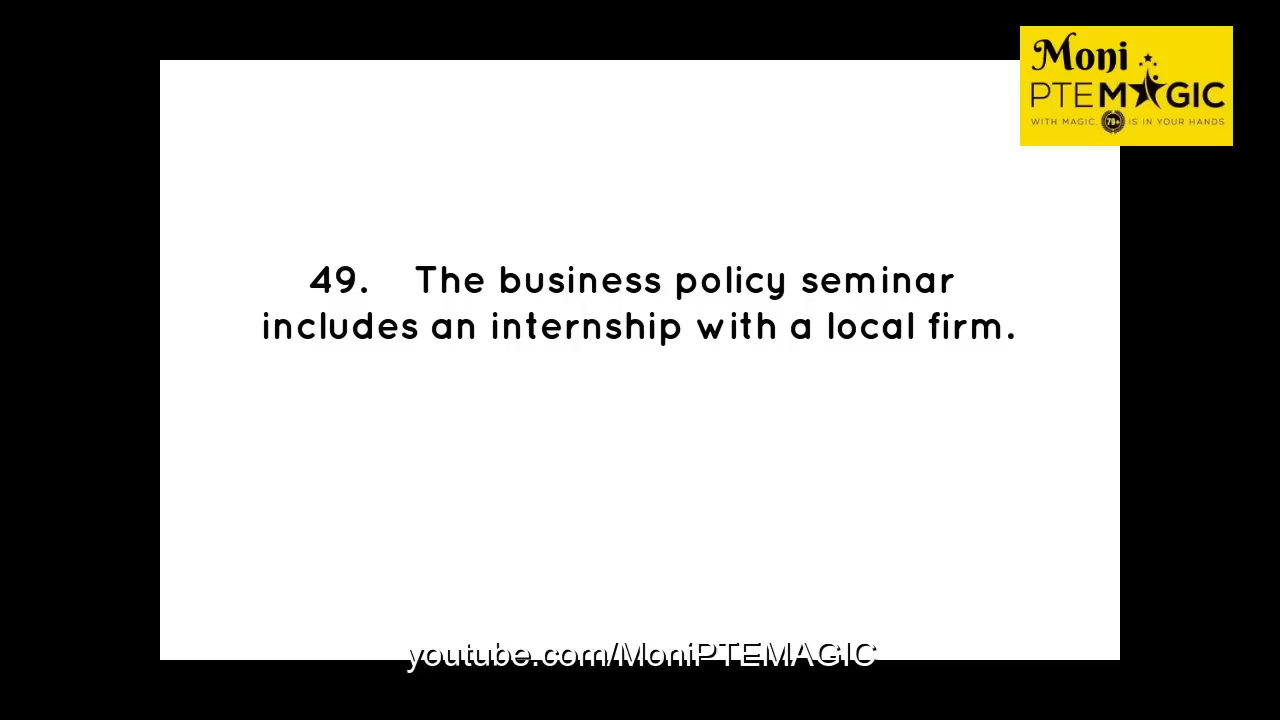 Moni
PTEMAGIC
WITH MAGIC, 79+ IS IN YOUR HANDS
49. The business policy seminar
includes an internship with a local firm.
youtube.com/MoniPTEMAGIC